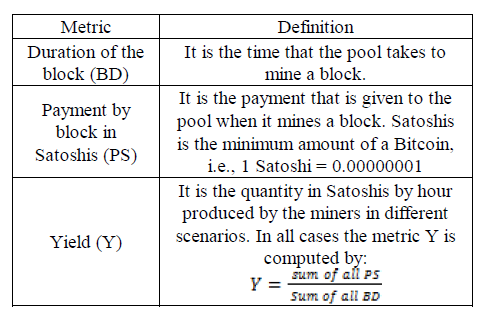 Metric Definition
Duration of the block (BD) It is the time that the pool takes to mine a block.
Payment by block in Satoshis (PS) It is the payment that is given to the pool when it mines a block. Satoshis is the minimum amount of a Bitcoin, i.e., 1 Satoshi = 0.00000001
Yield (Y) It is the quantity in Satoshis by hour produced by the miners in different scenarios. In all cases the metric Y is computed by:
Y = sum of all PS / Sum of all BD